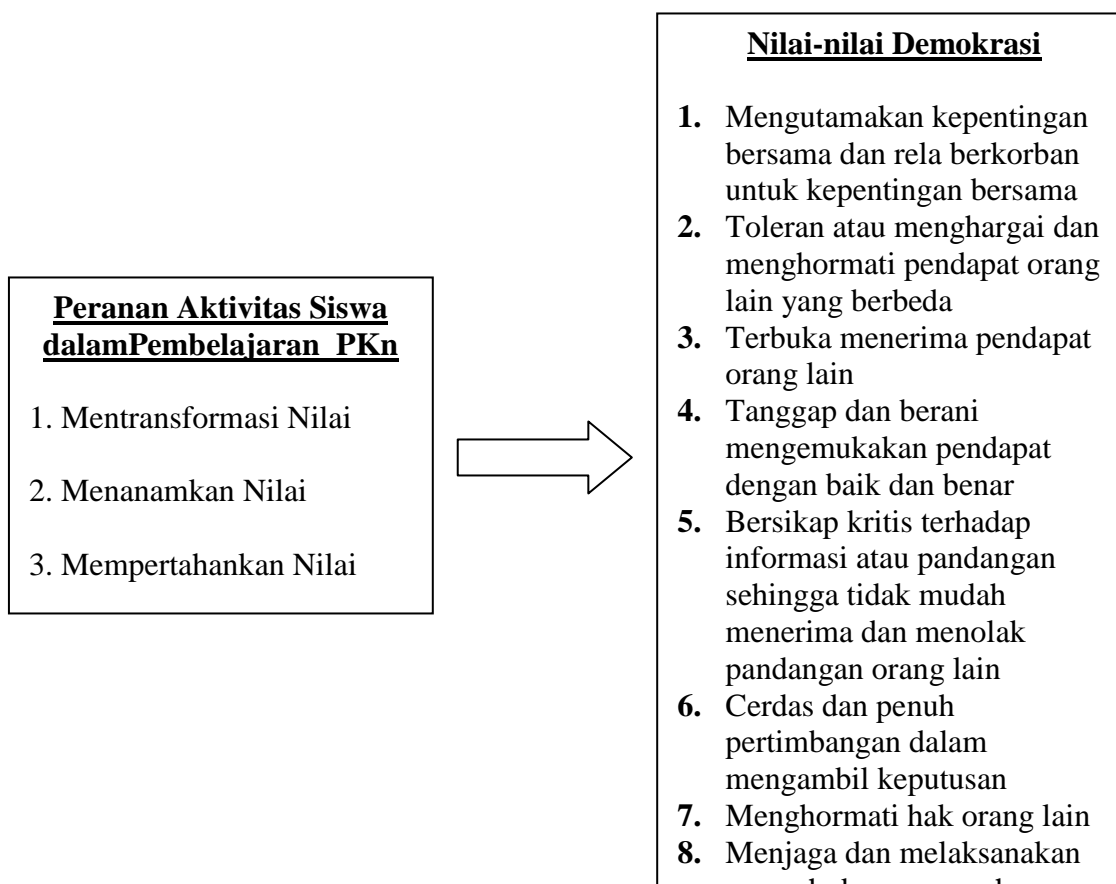 Peranan Aktivitas Siswa
dalamPembelajaran PKn
1. Mentransformasi Nilai
2. Menanamkan Nilai
3. Mempertahankan Nilai
Nilai-nilai Demokrasi
1. Mengutamakan kepentingan
bersama dan rela berkorban
untuk kepentingan bersama
2. Toleran atau menghargai dan
menghormati pendapat orang
lain yang berbeda
3. Terbuka menerima pendapat
orang lain
4. Tanggap dan berani
mengemukakan pendapat
dengan baik dan benar
5. Bersikap kritis terhadap
informasi atau pandangan
sehingga tidak mudah
menerima dan menolak
pandangan orang lain
6. Cerdas dan penuh
pertimbangan dalam
mengambil keputusan
7. Menghormati hak orang lain
8. Menjaga dan melaksanakan